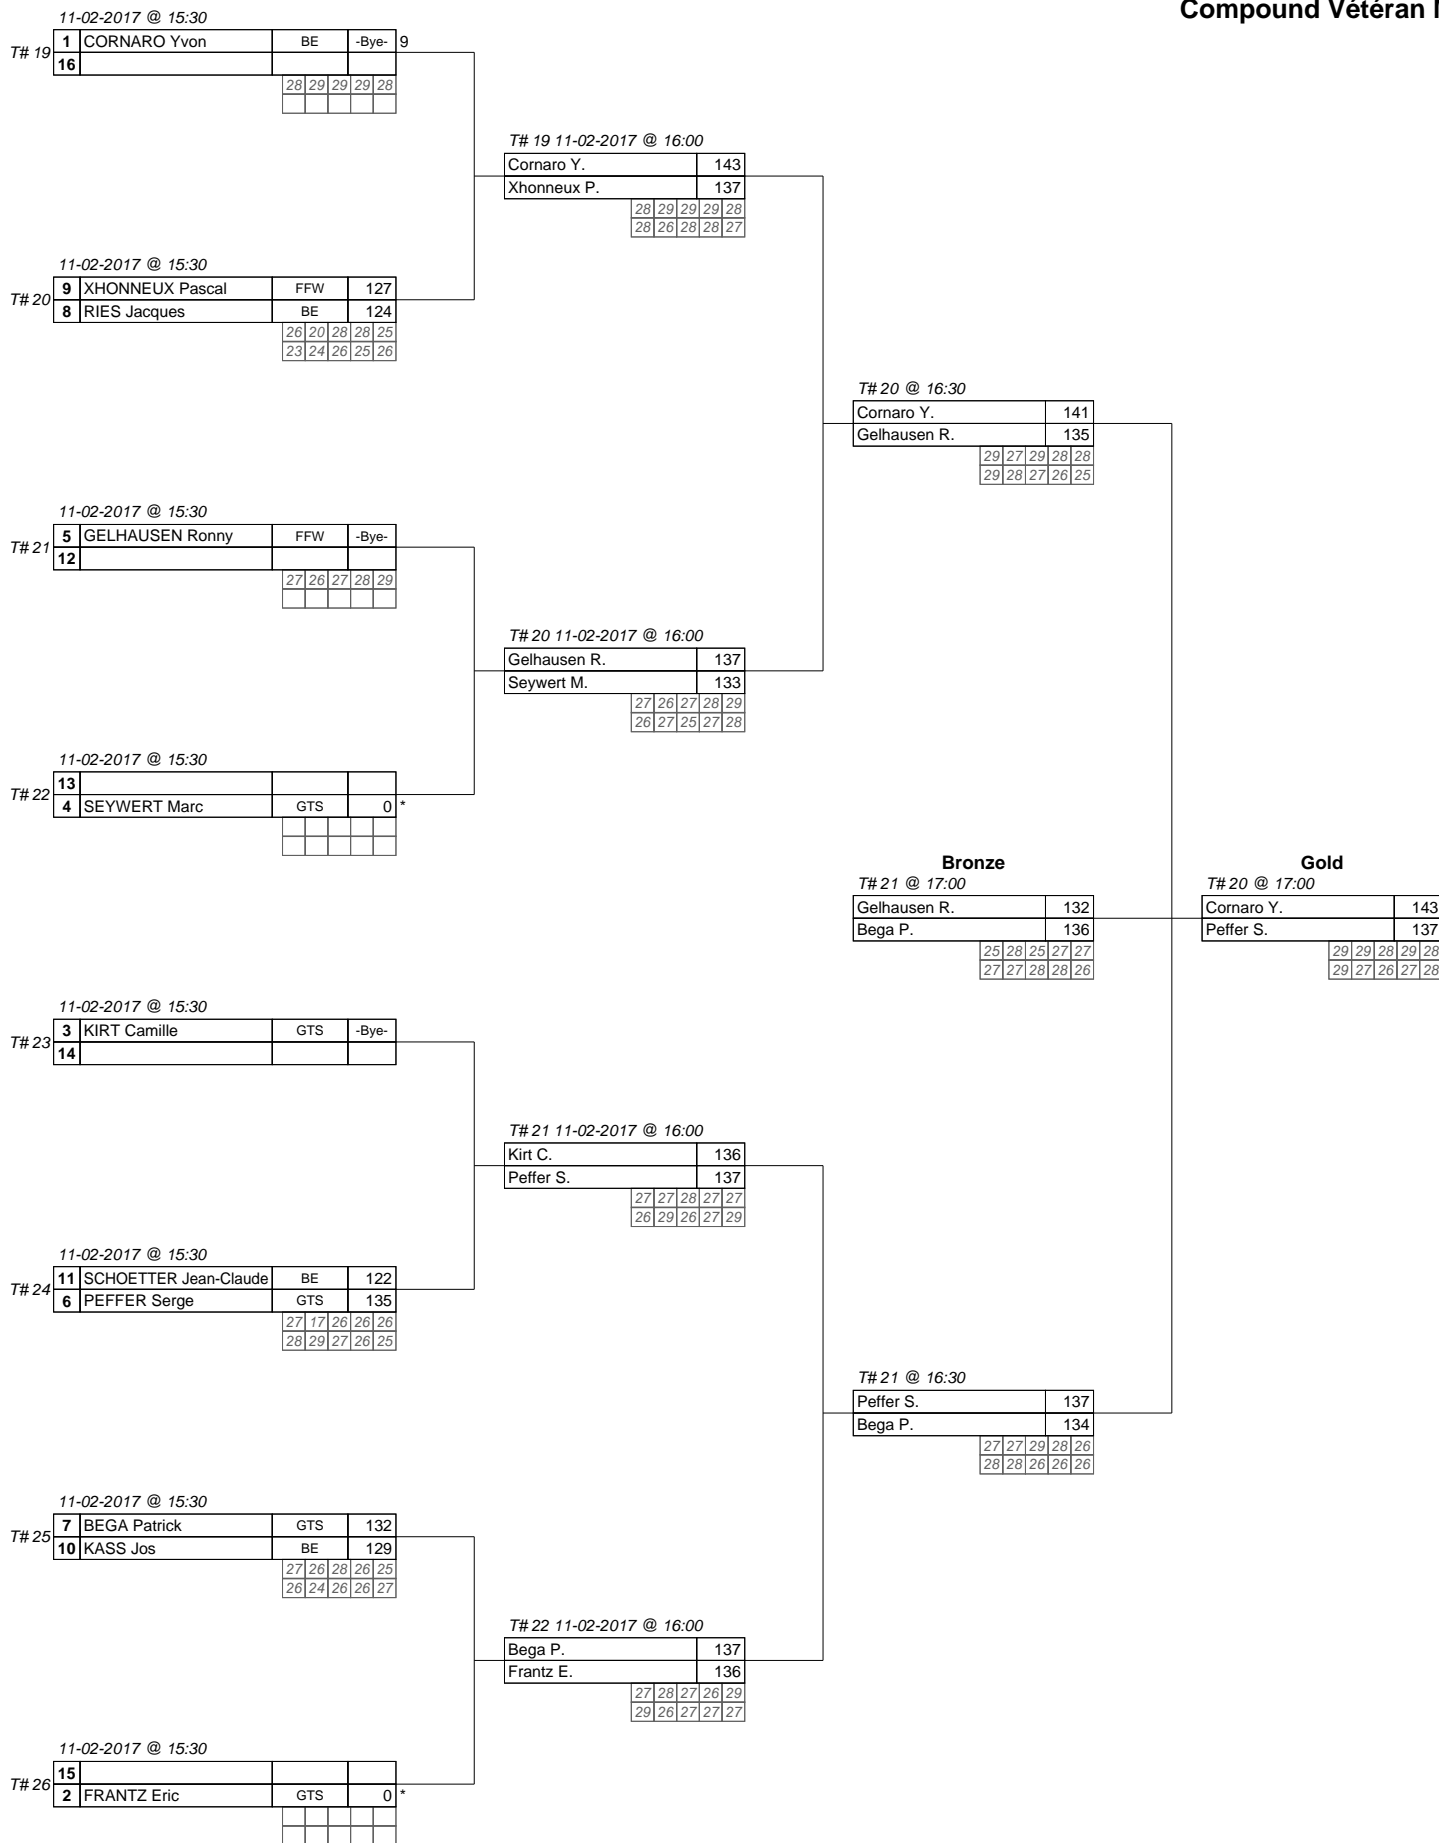 Compound Vétéran
11-02-2017 @ 15:30
T# 19
1 CORNARO Yvon BE -Bye- 9
16
28 29 29 29 28
T# 19 11-02-2017 @ 16:00
Cornaro Y. 143
Xhonneux P. 137
28 29 29 29 28
28 26 28 28 27
11-02-2017 @ 15:30
T# 20
9 XHONNEUX Pascal FFW 127
8 RIES Jacques BE 124
26 20 28 28 25
23 24 26 25 26
T# 20 @ 16:30
Cornaro Y. 141
Gelhausen R. 135
29 27 29 28 28
29 28 27 26 25
11-02-2017 @ 15:30
T# 21
5 GELHAUSEN Ronny FFW -Bye-
12
27 26 27 28 29
T# 20 11-02-2017 @ 16:00
Gelhausen R. 137
Seywert M. 133
27 26 27 28 29
26 27 25 27 28
11-02-2017 @ 15:30
T# 22
13
4 SEYWERT Marc GTS 0 *
Bronze
T# 21 @ 17:00
Gelhausen R. 132
Bega P. 136
25 28 25 27 27
27 27 28 28 26
Gold
T# 20 @ 17:00
Cornaro Y. 143
Peffer S. 137
29 29 28 29 28
29 27 26 27 28
11-02-2017 @ 15:30
T# 23
3 KIRT Camille GTS -Bye-
14
T# 21 11-02-2017 @ 16:00
Kirt C. 136
Peffer S. 137
27 27 28 27 27
26 29 26 27 29
11-02-2017 @ 15:30
T# 24
11 SCHOETTER Jean-Claude BE 122
6 PEFFER Serge GTS 135
27 17 26 26 26
28 29 27 26 25
T# 21 @ 16:30
Peffer S. 137
Bega P. 134
27 27 29 28 26
28 28 26 26 26
11-02-2017 @ 15:30
T# 25
7 BEGA Patrick GTS 132
10 KASS Jos BE 129
27 26 28 26 25
26 24 26 26 27
T# 22 11-02-2017 @ 16:00
Bega P. 137
Frantz E. 136
27 28 27 26 29
29 26 27 27 27
11-02-2017 @ 15:30
T# 26
15
2 FRANTZ Eric GTS 0 *